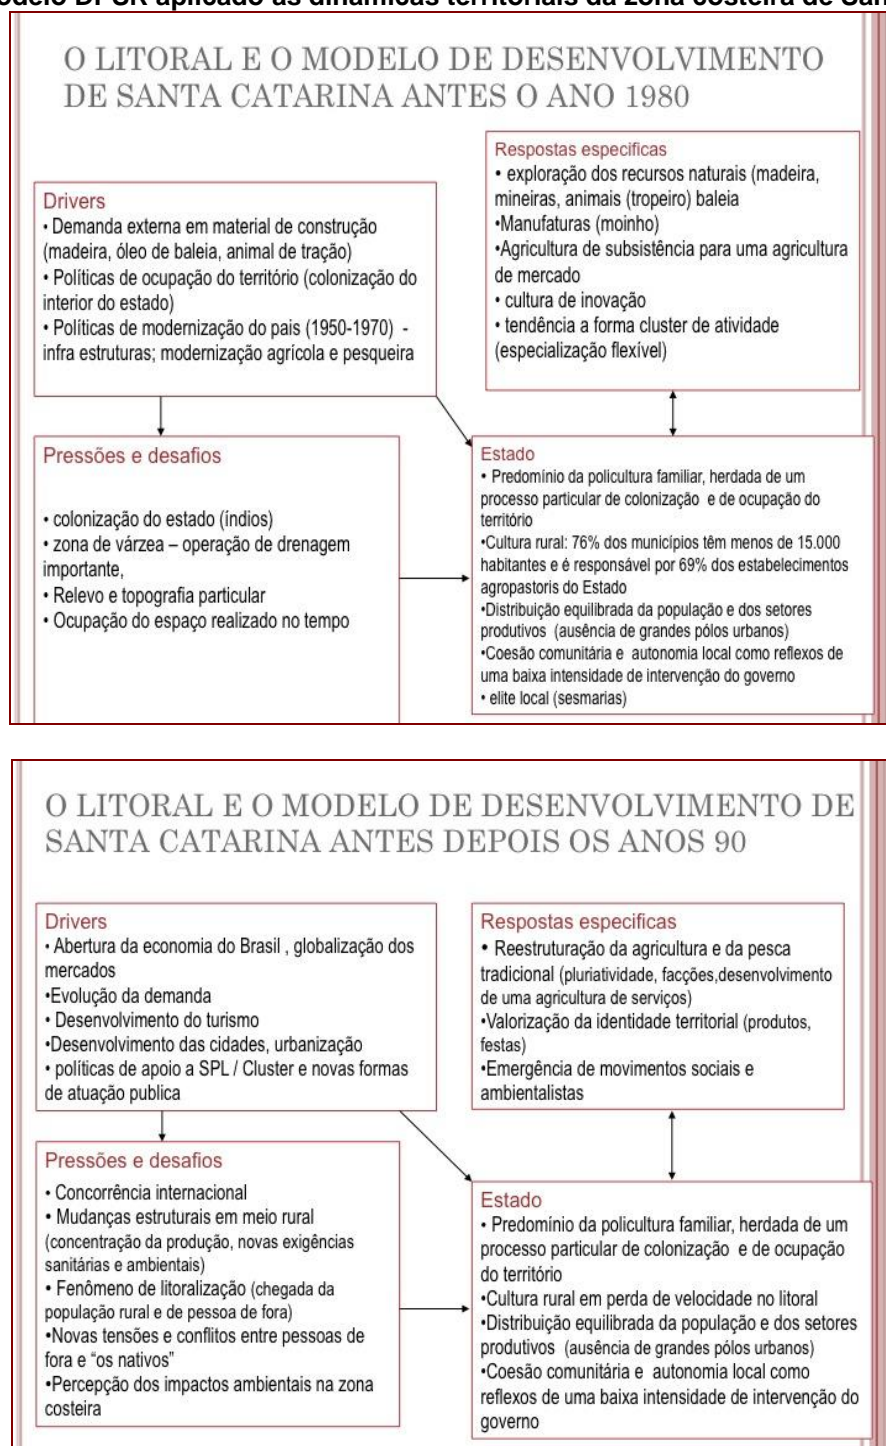 modelo DPSR aplicado às dinâmicas territoriais da zona costeira de San
O LITORAL E O MODELO DE DESENVOLVIMENTO
DE SANTA CATARINA ANTES O ANO 1980
Drivers
• Demanda externa em material de construção
(madeira, óleo de baleia, animal de tração)
• Políticas de ocupação do território (colonização do
interior do estado)
• Políticas de modernização do pais (1950-1970) -
infra estruturas; modernização agrícola e pesqueira
Respostas especificas
• exploração dos recursos naturais (madeira,
mineiras, animais (tropeiro) baleia
•Manufaturas (moinho)
•Agricultura de subsistência para uma agricultura
de mercado
• cultura de inovação
• tendência a forma cluster de atividade
(especialização flexível)
Pressões e desafios
• colonização do estado (índios)
• zona de várzea – operação de drenagem
importante,
• Relevo e topografia particular
• Ocupação do espaço realizado no tempo
Estado
• Predomínio da policultura familiar, herdada de um
processo particular de colonização e de ocupação do
território
•Cultura rural: 76% dos municípios têm menos de 15.000
habitantes e é responsável por 69% dos estabelecimentos
agropastoris do Estado
•Distribuição equilibrada da população e dos setores
produtivos (ausência de grandes pólos urbanos)
•Coesão comunitária e autonomia local como reflexos de
uma baixa intensidade de intervenção do governo
• elite local (sesmarias)
O LITORAL E O MODELO DE DESENVOLVIMENTO DE
SANTA CATARINA ANTES DEPOIS OS ANOS 90
Drivers
• Abertura da economia do Brasil , globalização dos
mercados
•Evolução da demanda
• Desenvolvimento do turismo
•Desenvolvimento das cidades, urbanização
• políticas de apoio a SPL / Cluster e novas formas
de atuação publica
Respostas especificas
• Reestruturação da agricultura e da pesca
tradicional (pluriatividade, facções,desenvolvimento
de uma agricultura de serviços)
•Valorização da identidade territorial (produtos,
festas)
•Emergência de movimentos sociais e
ambientalistas
Pressões e desafios
• Concorrência internacional
• Mudanças estruturais em meio rural
(concentração da produção, novas exigências
sanitárias e ambientais)
• Fenômeno de litoralização (chegada da
população rural e de pessoa de fora)
•Novas tensões e conflitos entre pessoas de
fora e “os nativos”
•Percepção dos impactos ambientais na zona
costeira
Estado
• Predomínio da policultura familiar, herdada de um
processo particular de colonização e de ocupação
do território
•Cultura rural em perda de velocidade no litoral
•Distribuição equilibrada da população e dos setores
produtivos (ausência de grandes pólos urbanos)
•Coesão comunitária e autonomia local como
reflexos de uma baixa intensidade de intervenção do
governo